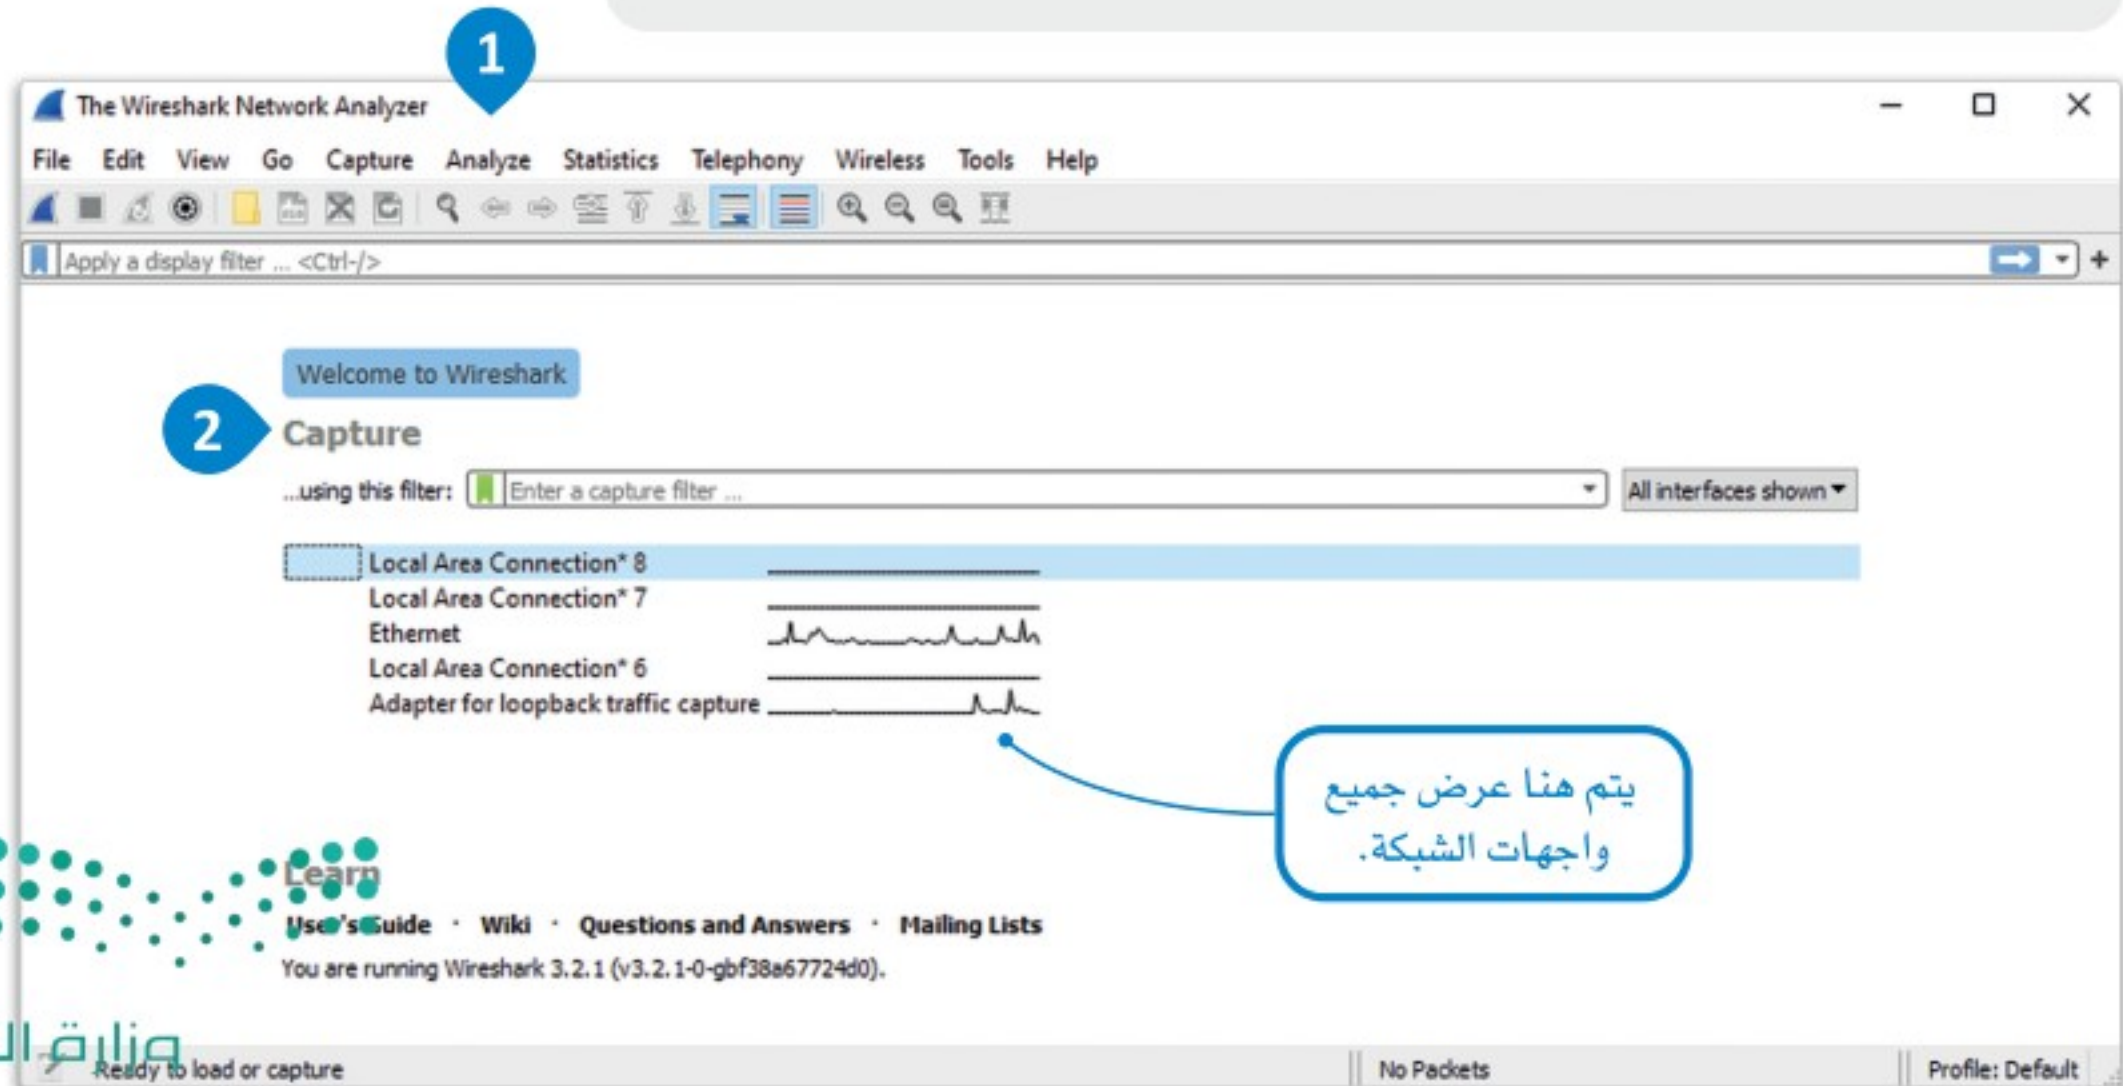 1
The Wireshark Network Analyzer
File Edit View Go Capture Analyze Statistics Telephony Wireless Tools Help
Apply a display filter ... <Ctrl-/>
Welcome to Wireshark
2
Capture
...using this filter: Enter a capture filter ... All interfaces shown
Local Area Connection* 8
Local Area Connection* 7
Ethernet
Local Area Connection* 6
Adapter for loopback traffic capture
يتم هنا عرض جميع
واجهات الشبكة.
Learn
User's Guide · Wiki · Questions and Answers · Mailing Lists
You are running Wireshark 3.2.1 (v3.2.1-0-gbf38a67724d0).
وزارة
Ready to load or capture No Packets Profile: Default